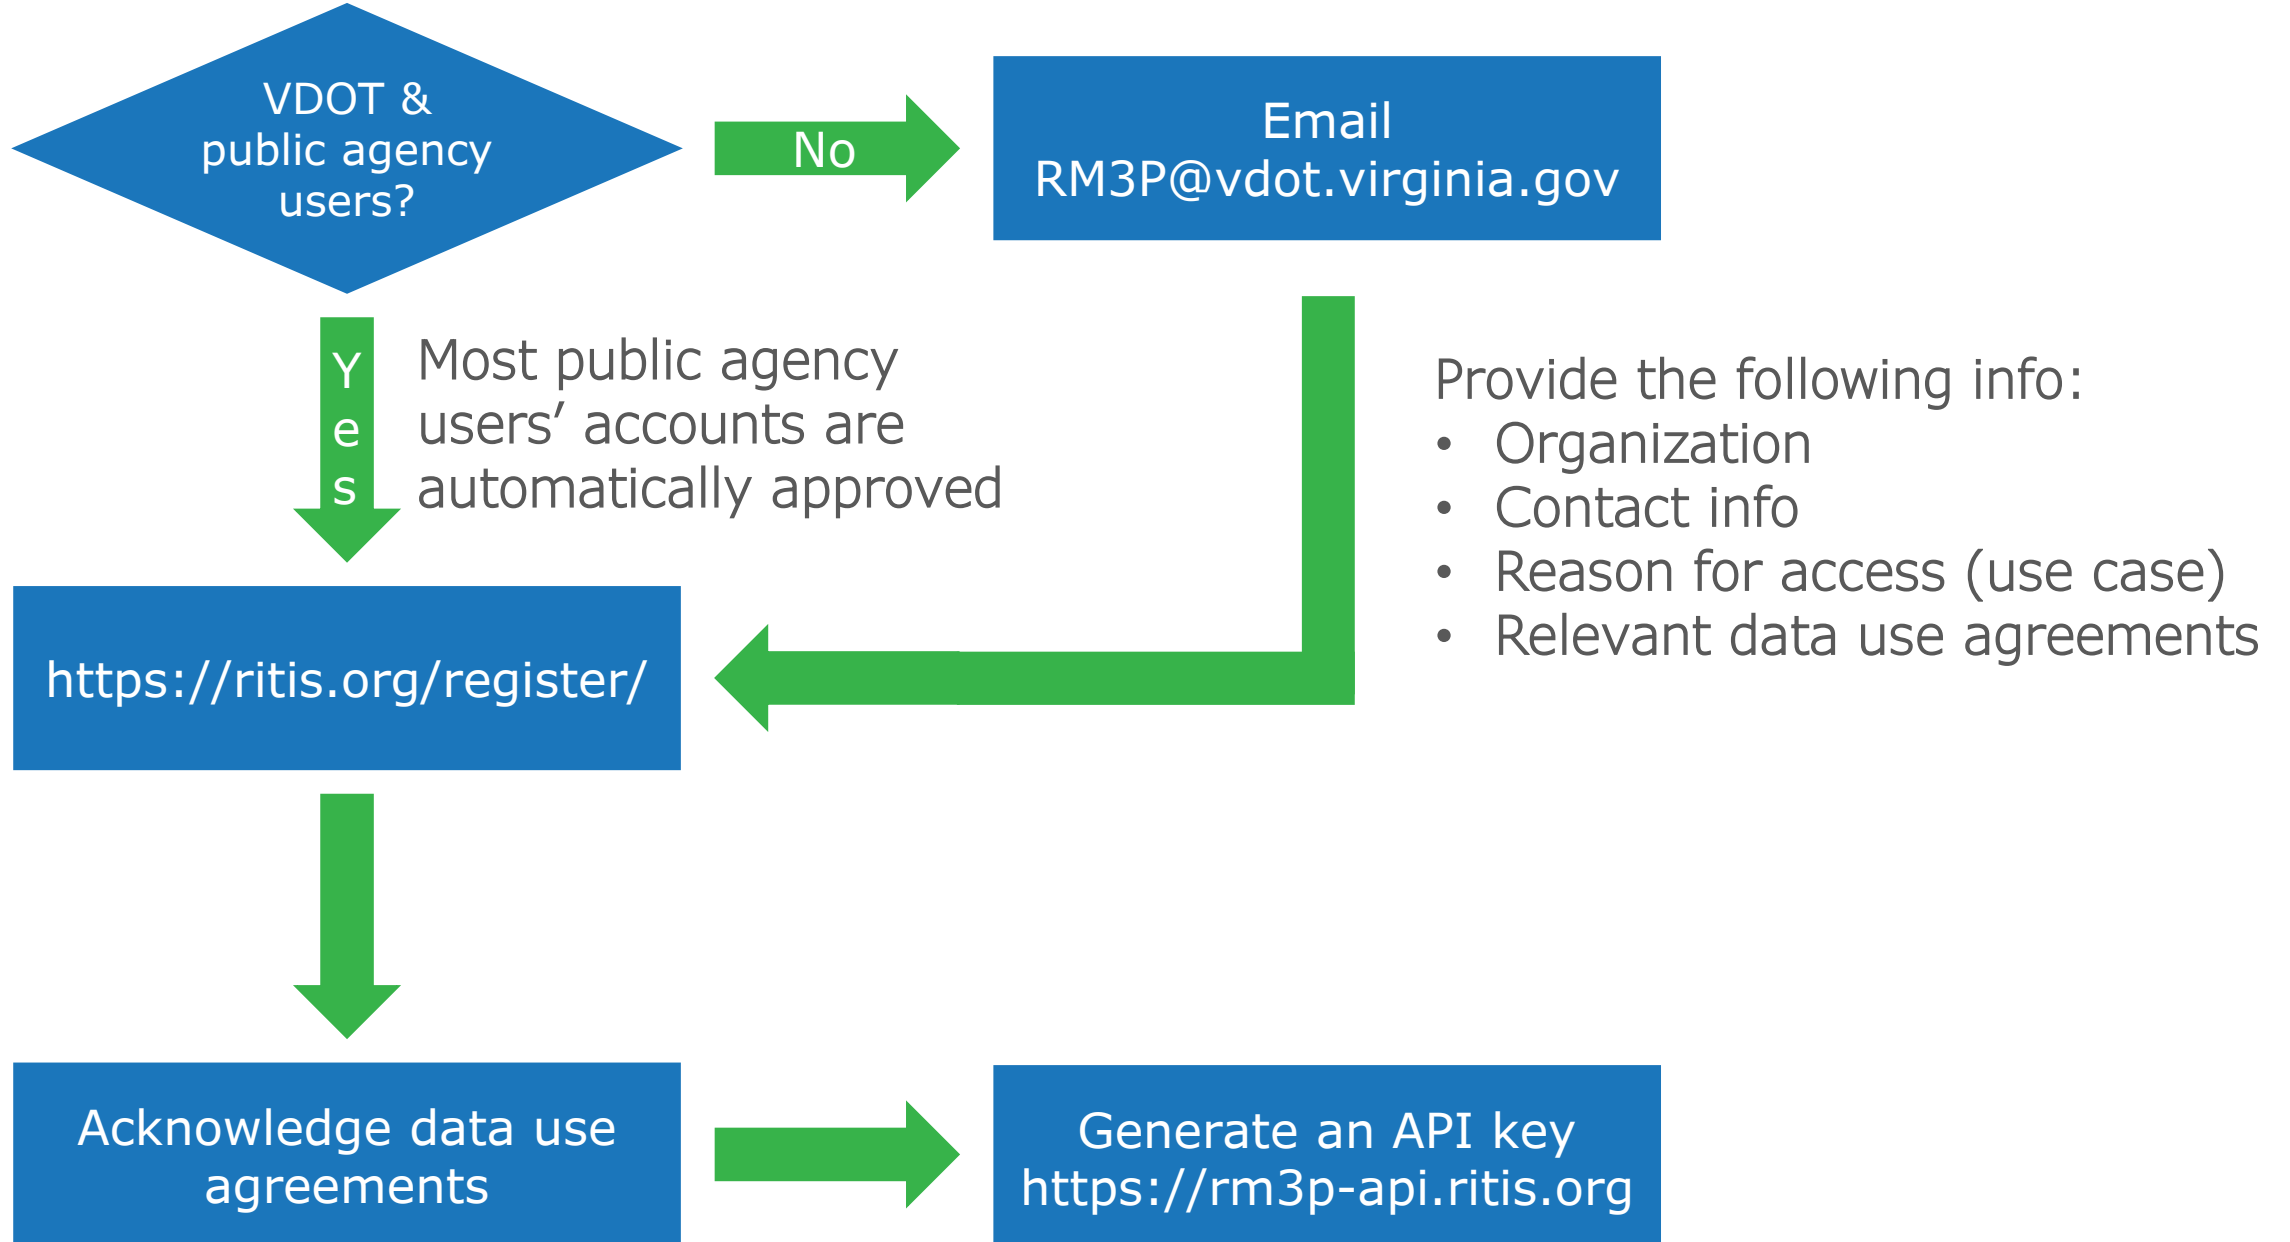 VDOT &
public agency
users?
No
Email
RM3P@vdot.virginia.gov
Yes
Most public agency
users’ accounts are
automatically approved
Provide the following info:
• Organization
• Contact info
• Reason for access (use case)
• Relevant data use agreements
https://ritis.org/register/
Acknowledge data use
agreements
Generate an API key
https://rm3p-api.ritis.org